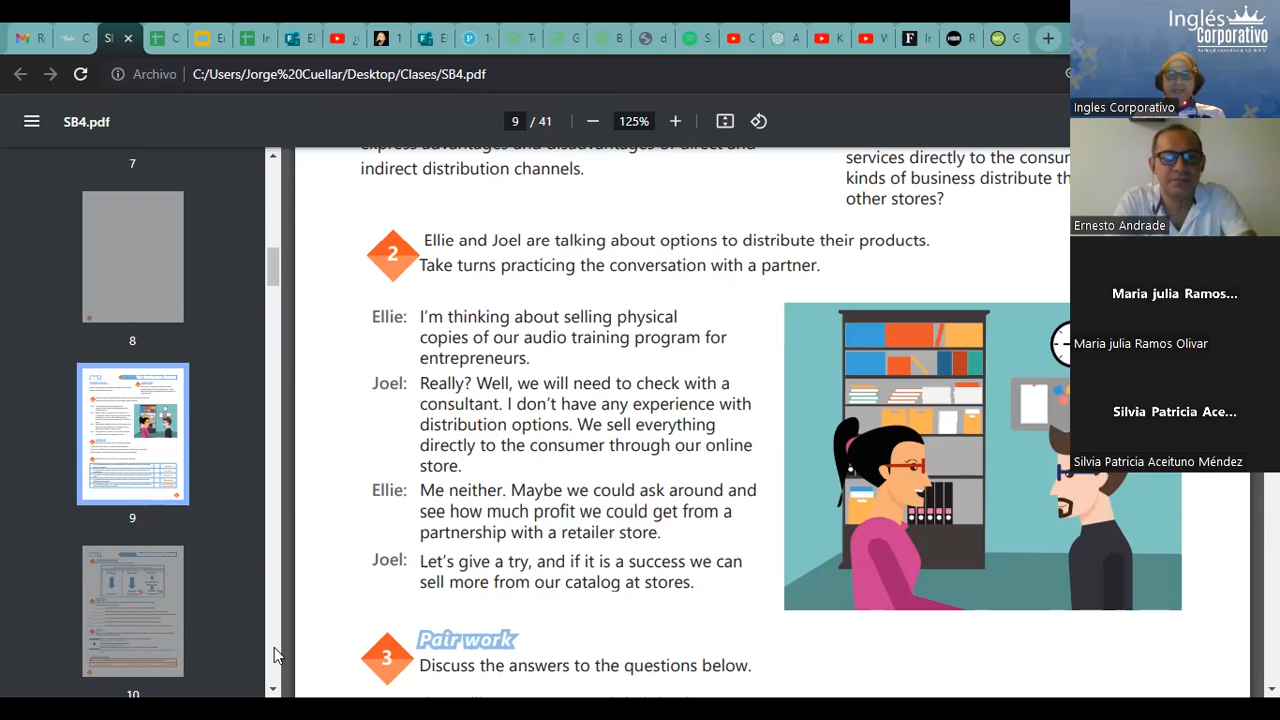 Archivo
C:/Users/Jorge%20Cuellar/Desktop/Clases/SB4.pdf
SB4.pdf
9 / 41
125%
7
8
9
10
indirect distribution channels.
services directly to the consu
kinds of business distribute th
other stores?
2
Ellie and Joel are talking about options to distribute their products.
Take turns practicing the conversation with a partner.
Ellie: I'm thinking about selling physical
copies of our audio training program for
entrepreneurs.
Joel: Really? Well, we will need to check with a
consultant. I don't have any experience with
distribution options. We sell everything
directly to the consumer through our online
store.
Ellie: Me neither. Maybe we could ask around and
see how much profit we could get from a
partnership with a retailer store.
Joel: Let's give a try, and if it is a success we can
sell more from our catalog at stores.
3
Pair work
Discuss the answers to the questions below.
Inglés
Corporativo
Ingles Corporativo
Ernesto Andrade
Maria julia Ramos...
Maria julia Ramos Olivar
Silvia Patricia Ace...
Silvia Patricia Aceituno Méndez